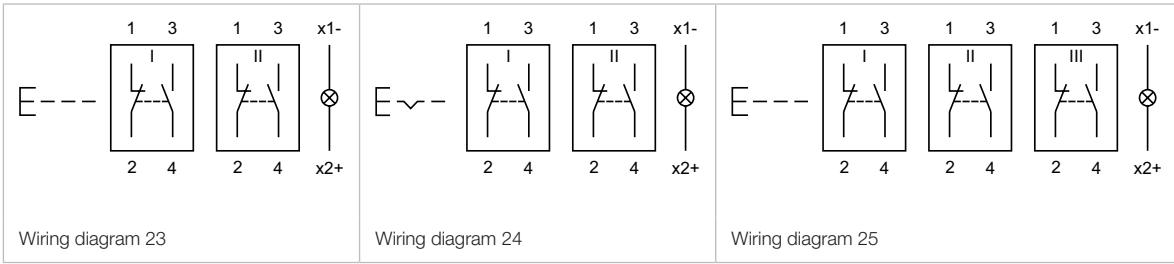 1 3 1 3 x1-
I II
2 4 2 4 x2+
Wiring diagram 23
1 3 1 3 x1-
I II
2 4 2 4 x2+
Wiring diagram 24
1 3 1 3 1 3 x1-
I II III
2 4 2 4 2 4 x2+
Wiring diagram 25